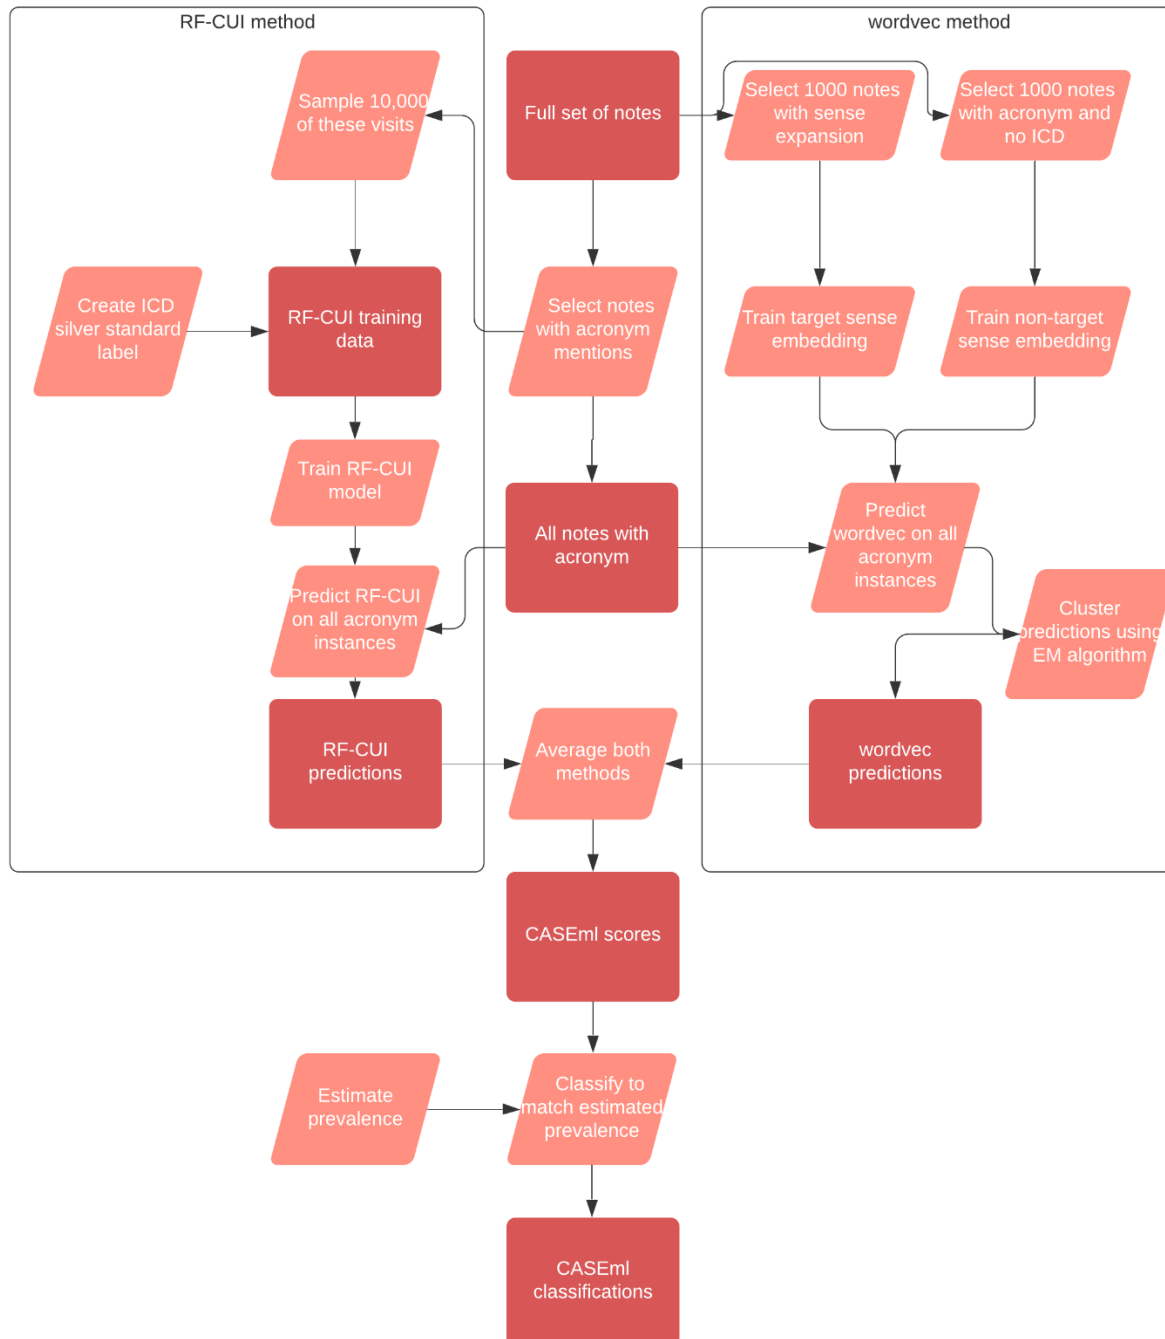 RF-CUI method
wordvec method
Sample 10,000
of these visits
Full set of notes
Select 1000 notes
with sense
expansion
Select 1000 notes
with acronym and
no ICD
Create ICD
silver standard
label
RF-CUI training
data
Select notes
with acronym
mentions
Train target sense
embedding
Train non-target
sense embedding
Train RF-CUI
model
All notes with
acronym
Predict
wordvec on all
acronym
instances
Predict RF-CUI
on all acronym
instances
Cluster
predictions using
EM algorithm
RF-CUI
predictions
Average both
methods
wordvec
predictions
CASEml scores
Estimate
prevalence
Classify to
match estimated
prevalence
CASEml
classifications